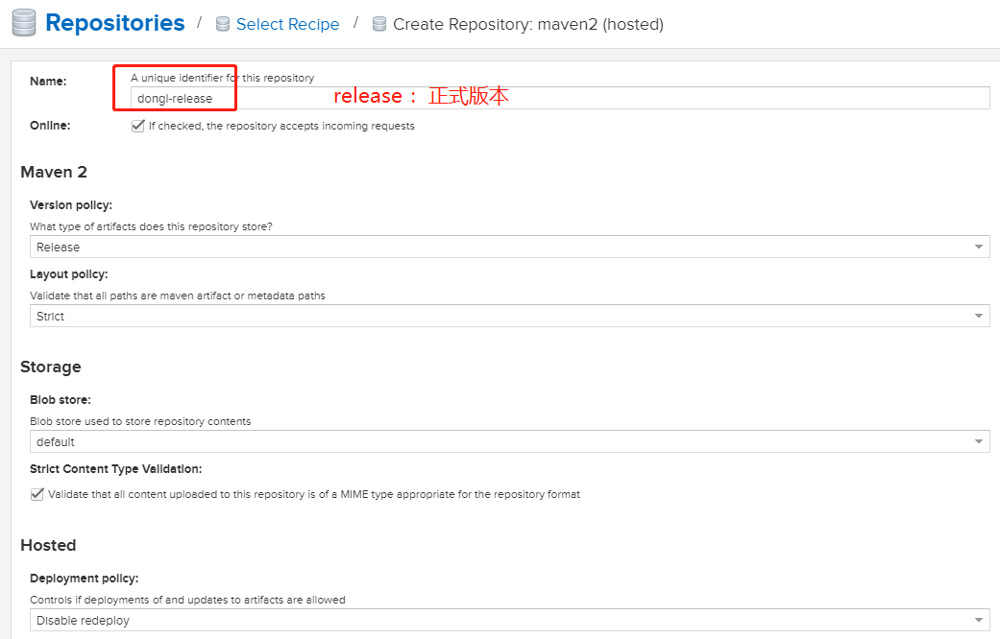 Repositories / Select Recipe / Create Repository: maven2 (hosted)
Name:
A unique identifier for this repository
dongl-release
release： 正式版本
Online:
If checked, the repository accepts incoming requests
Maven 2
Version policy:
What type of artifacts does this repository store?
Release
Layout policy:
Validate that all paths are maven artifact or metadata paths
Strict
Storage
Blob store:
Blob store used to store repository contents
default
Strict Content Type Validation:
Validate that all content uploaded to this repository is of a MIME type appropriate for the repository format
Hosted
Deployment policy:
Controls if deployments of and updates to artifacts are allowed
Disable redeploy